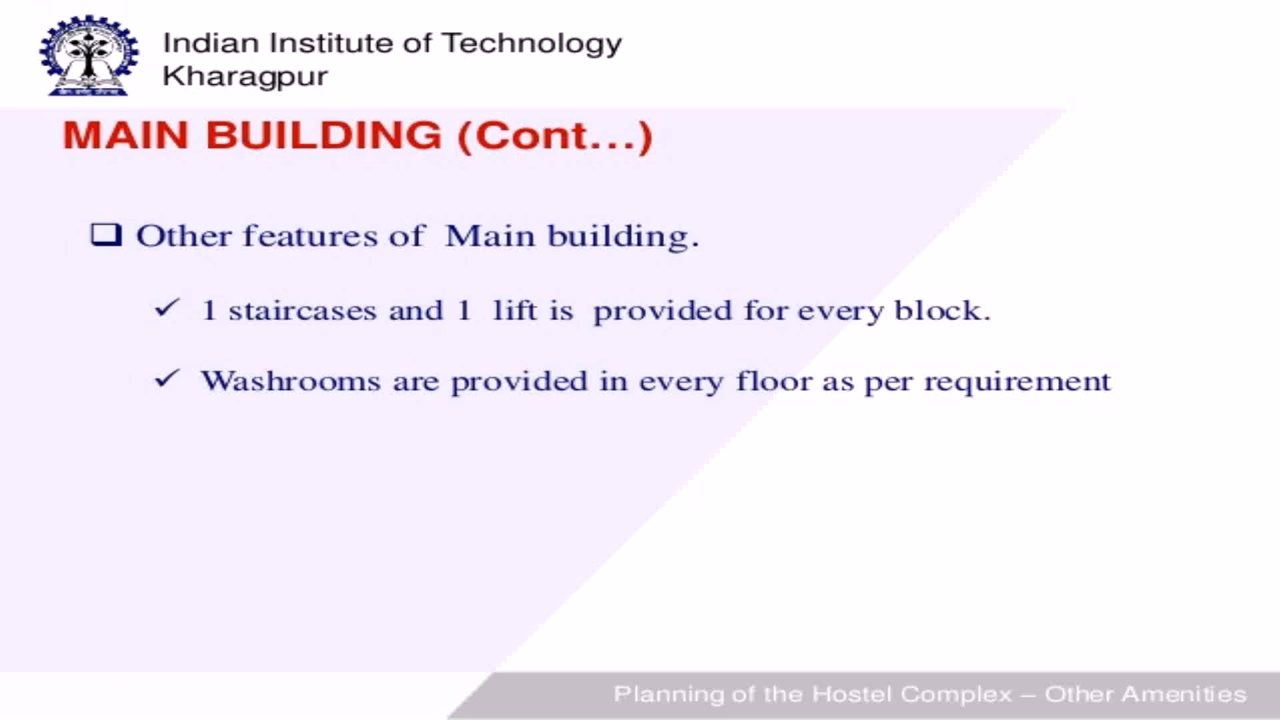 Indian Institute of Technology
Kharagpur
MAIN BUILDING (Cont...)
Other features of Main building.
1 staircases and 1 lift is provided for every block.
Washrooms are provided in every floor as per requirement
Planning of the Hostel Complex – Other Amenities